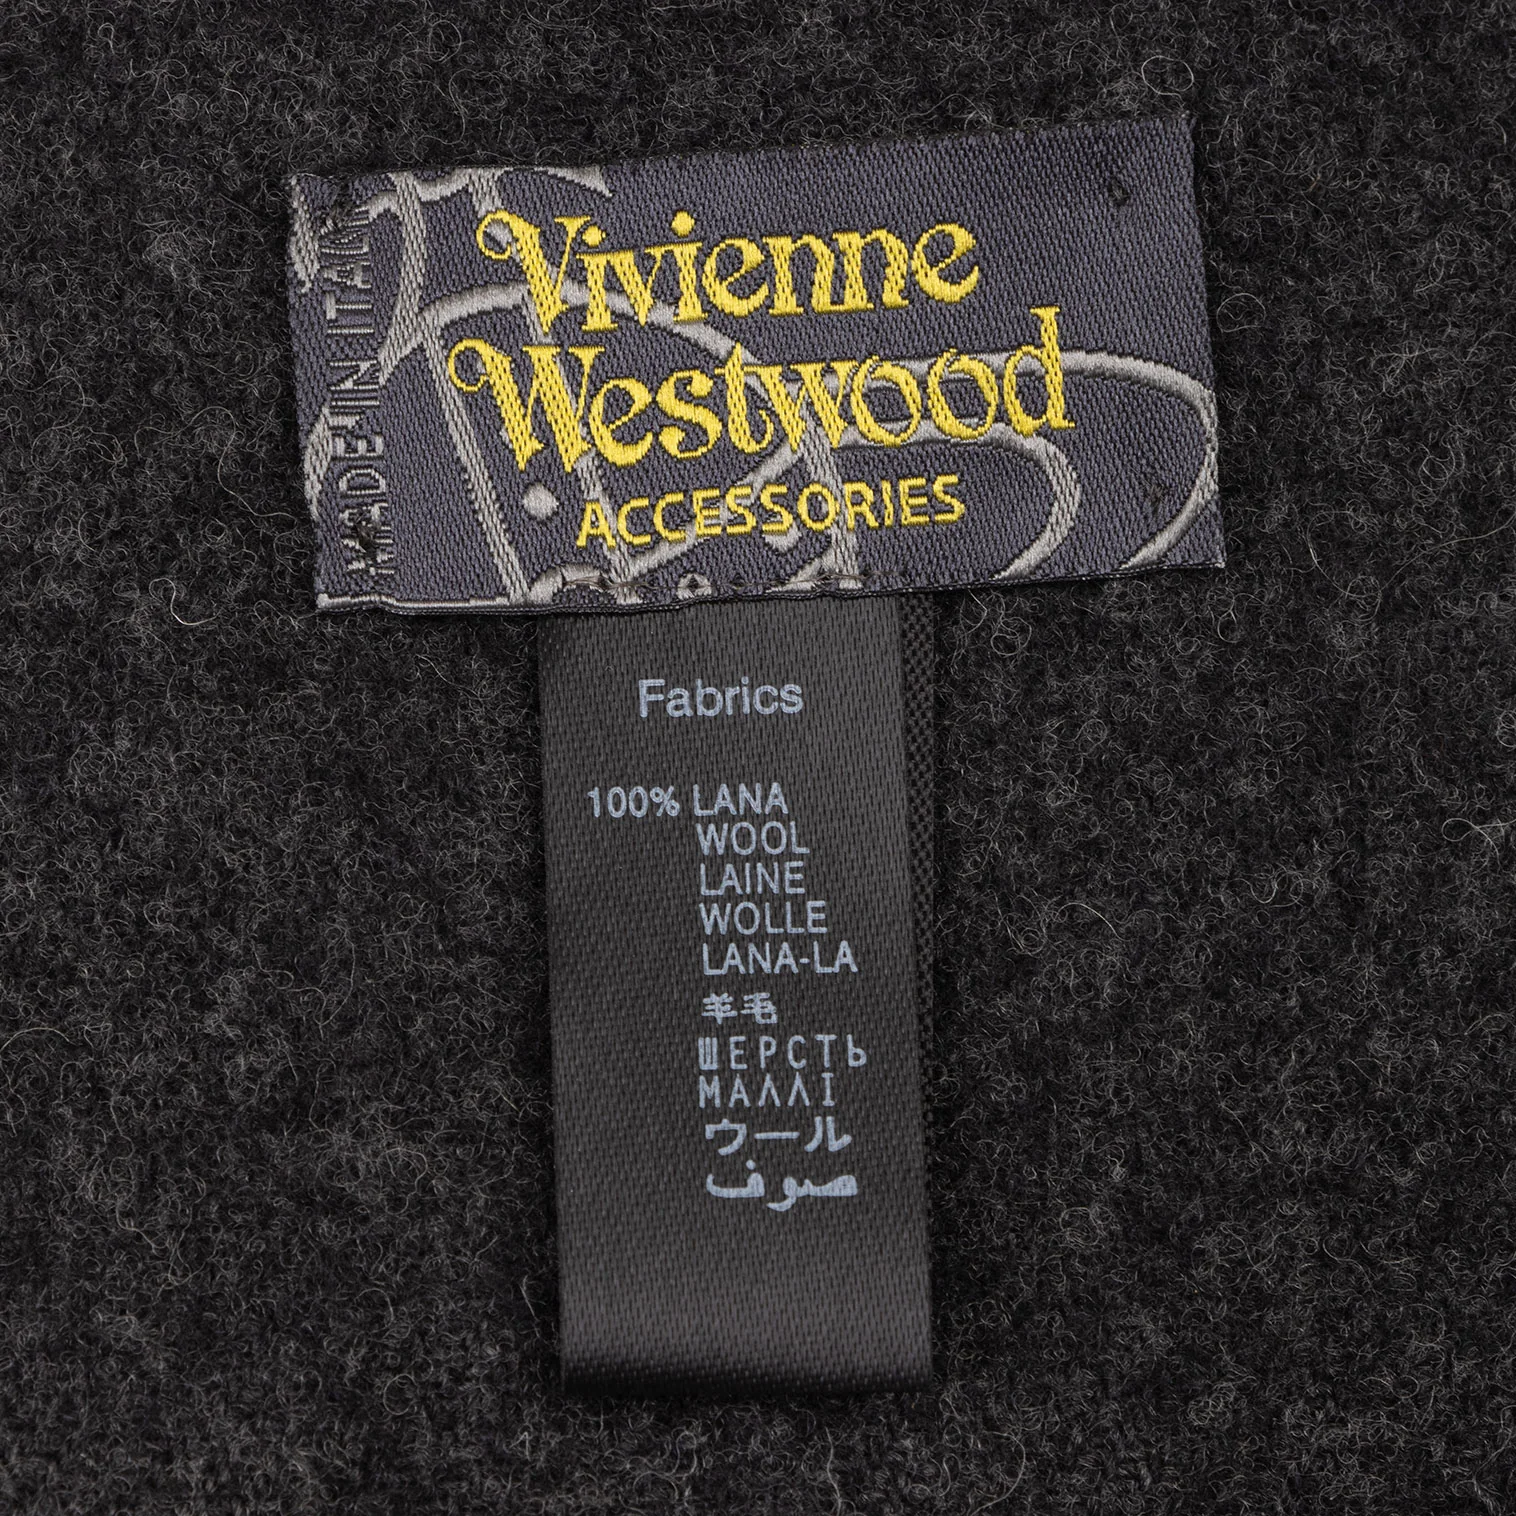 Vivienne
Westwood
ACCESSORIES
MADE IN ITALY
Fabrics
100% LANA
WOOL
LAINE
WOLLE
LANA-LA
羊毛
ШЕРСТЬ
ΜΑΛΛΙ
ウール
صوف